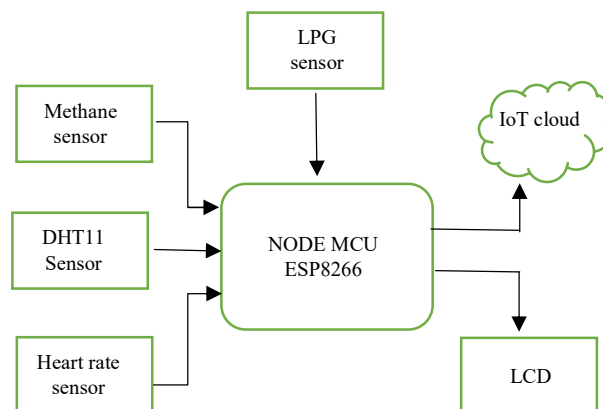 LPG
sensor
Methane
sensor
IoT cloud
DHT11
Sensor
NODE MCU
ESP8266
Heart rate
sensor
LCD